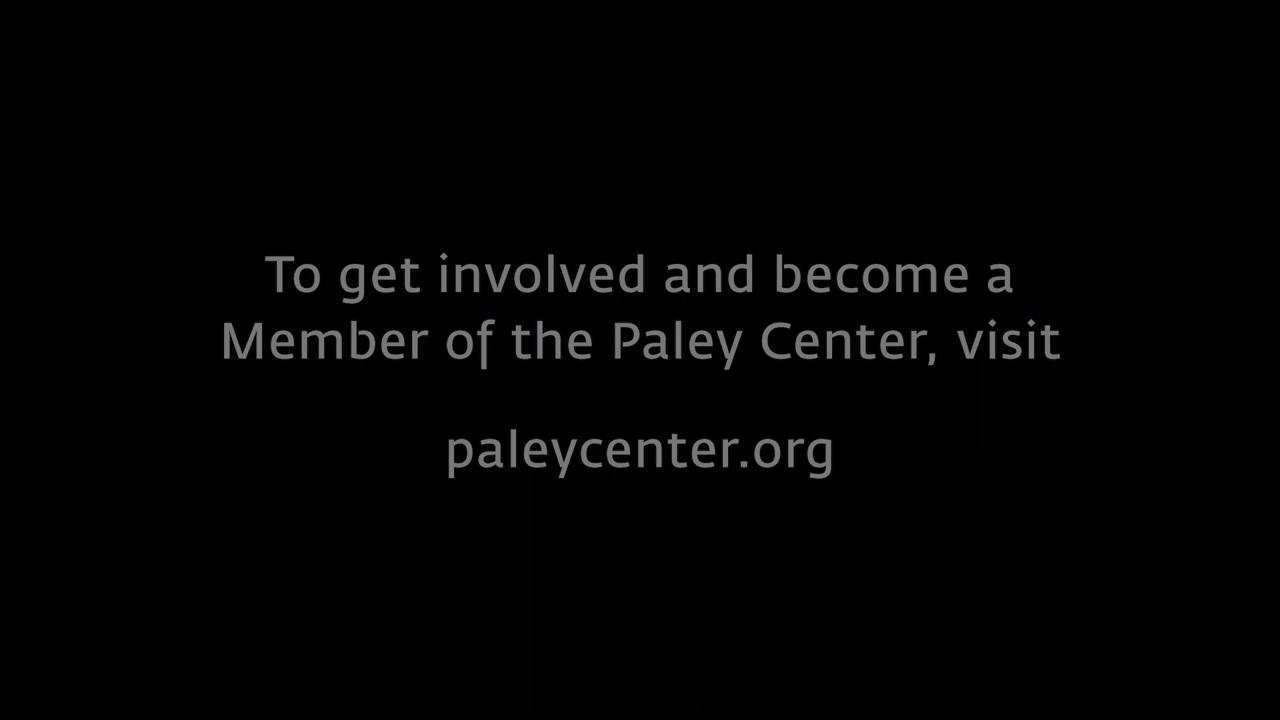 To get involved and become a
Member of the Paley Center, visit
paleycenter.org